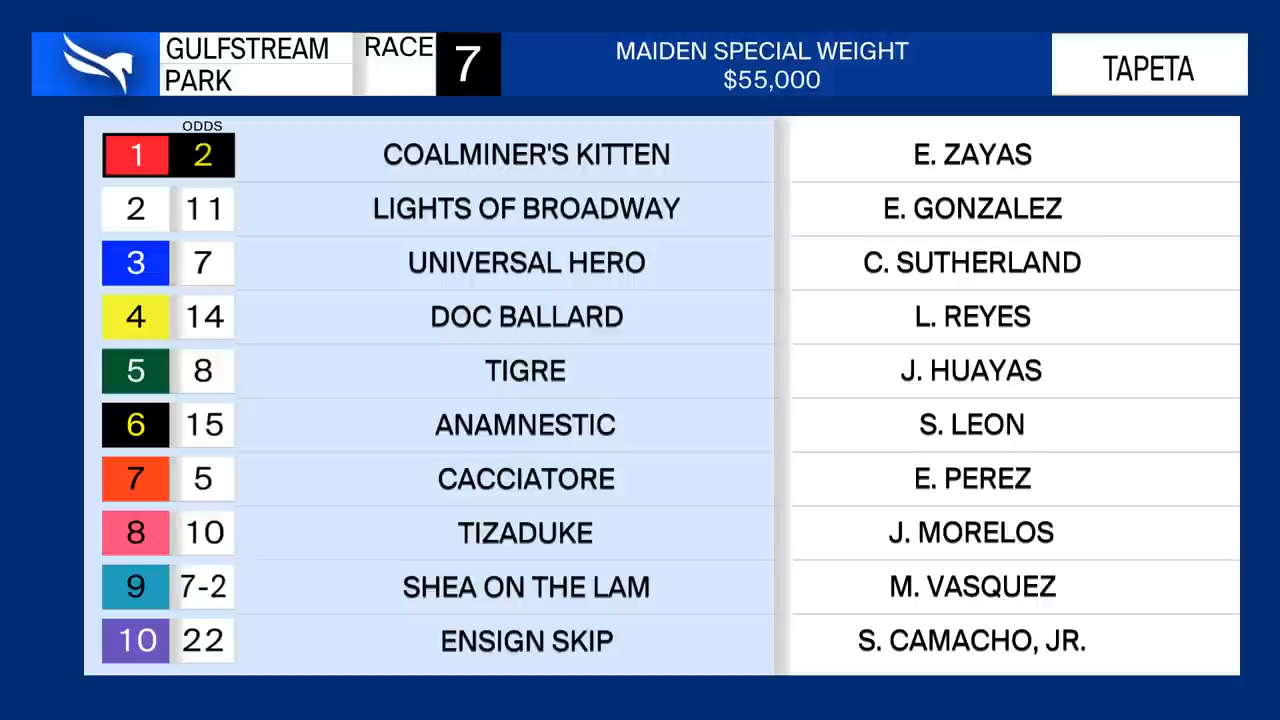 GULFSTREAM PARK
RACE 7
MAIDEN SPECIAL WEIGHT
$55,000
TAPETA
ODDS
1 2 COALMINER'S KITTEN E. ZAYAS
2 11 LIGHTS OF BROADWAY E. GONZALEZ
3 7 UNIVERSAL HERO C. SUTHERLAND
4 14 DOC BALLARD L. REYES
5 8 TIGRE J. HUAYAS
6 15 ANAMNESTIC S. LEON
7 5 CACCIATORE E. PEREZ
8 10 TIZADUKE J. MORELOS
9 7-2 SHEA ON THE LAM M. VASQUEZ
10 22 ENSIGN SKIP S. CAMACHO, JR.